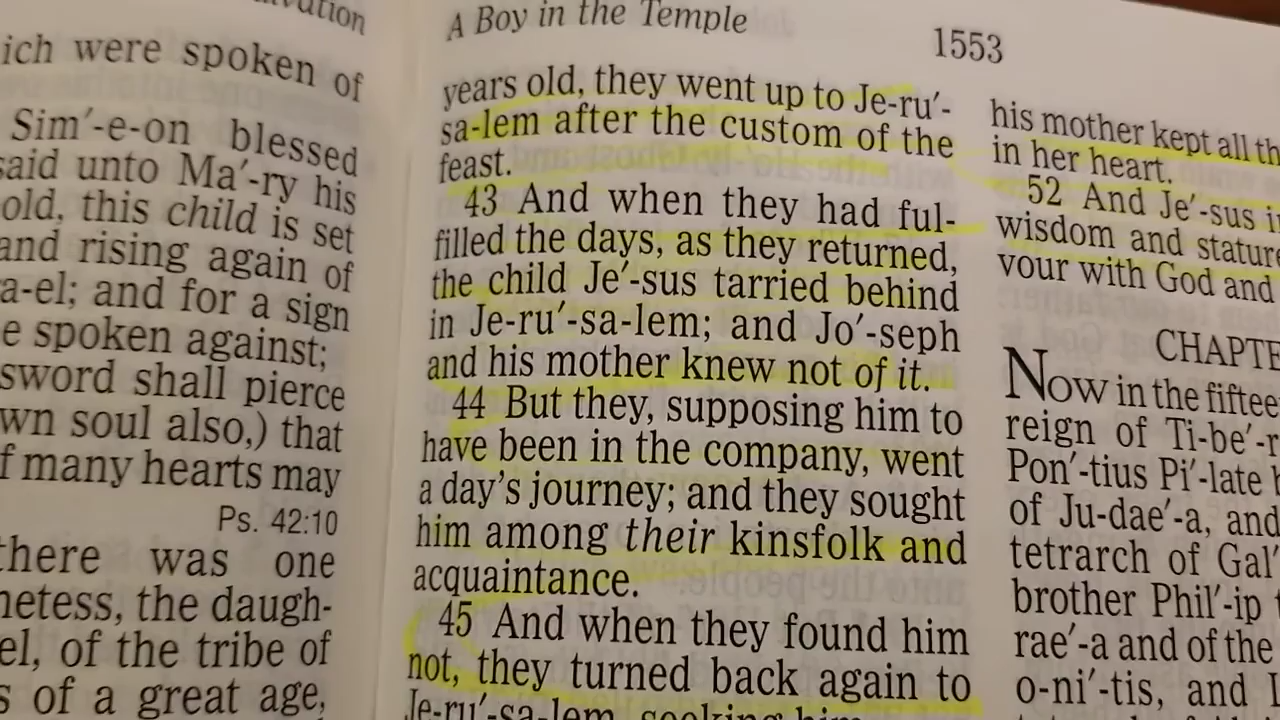 A Boy in the Temple
1553
ich were spoken of
Sim′-e-on blessed
said unto Ma′-ry his
old, this child is set
and rising again of
a-el; and for a sign
e spoken against;
sword shall pierce
wn soul also,) that
f many hearts may
Ps. 42:10
there was one
hetess, the daugh-
el, of the tribe of
s of a great age,
years old, they went up to Je-ru′-
sa-lem after the custom of the
feast.
43 And when they had ful-
filled the days, as they returned,
the child Je′-sus tarried behind
in Je-ru′-sa-lem; and Jo′-seph
and his mother knew not of it.
44 But they, supposing him to
have been in the company, went
a day's journey; and they sought
him among their kinsfolk and
acquaintance.
45 And when they found him
not, they turned back again to
Je-ru′-sa-lem, seeking him.
his mother kept all th
in her heart.
52 And Je′-sus in
wisdom and stature
vour with God and
CHAPTE
Now in the fiftee
reign of Ti-be′-r
Pon′-tius Pi′-late b
of Ju-dae′-a, and
tetrarch of Gal′
brother Phil′-ip t
rae′-a and of the
o-ni′-tis, and